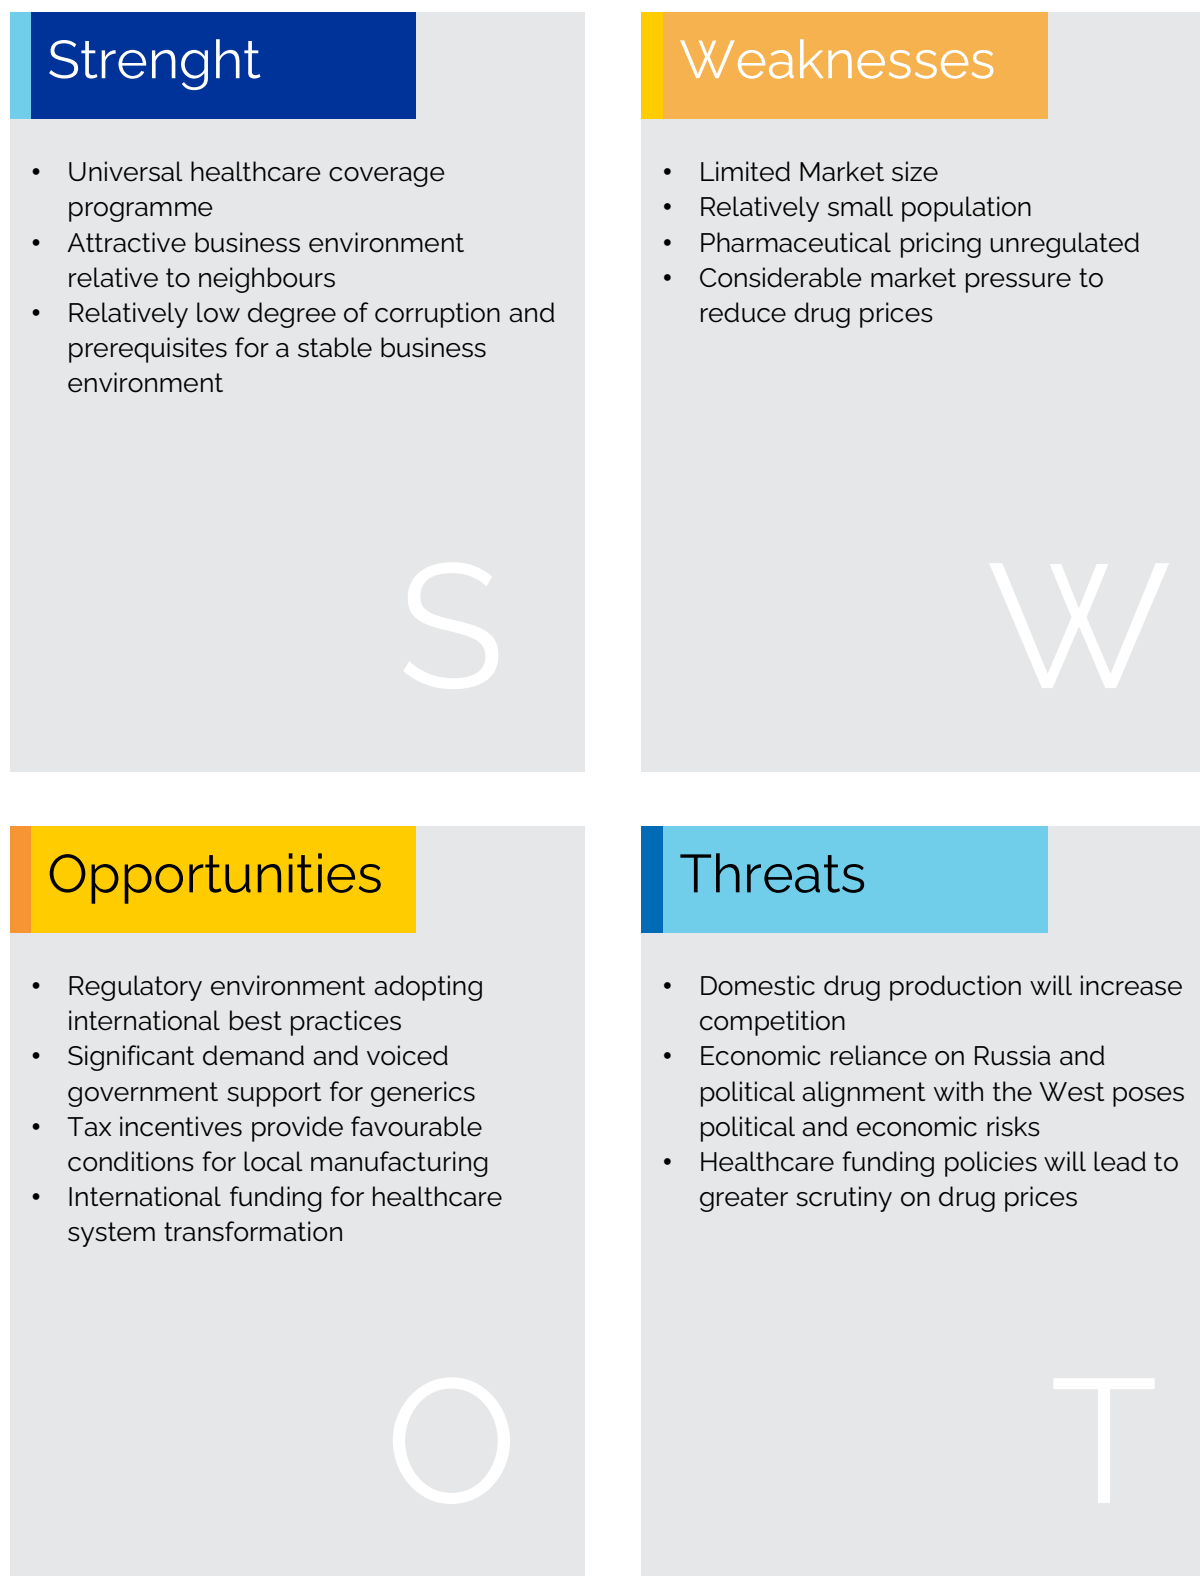 Strenght
• Universal healthcare coverage
programme
• Attractive business environment
relative to neighbours
• Relatively low degree of corruption and
prerequisites for a stable business
environment
S
Weaknesses
• Limited Market size
• Relatively small population
• Pharmaceutical pricing unregulated
• Considerable market pressure to
reduce drug prices
W
Opportunities
• Regulatory environment adopting
international best practices
• Significant demand and voiced
government support for generics
• Tax incentives provide favourable
conditions for local manufacturing
• International funding for healthcare
system transformation
O
Threats
• Domestic drug production will increase
competition
• Economic reliance on Russia and
political alignment with the West poses
political and economic risks
• Healthcare funding policies will lead to
greater scrutiny on drug prices
T